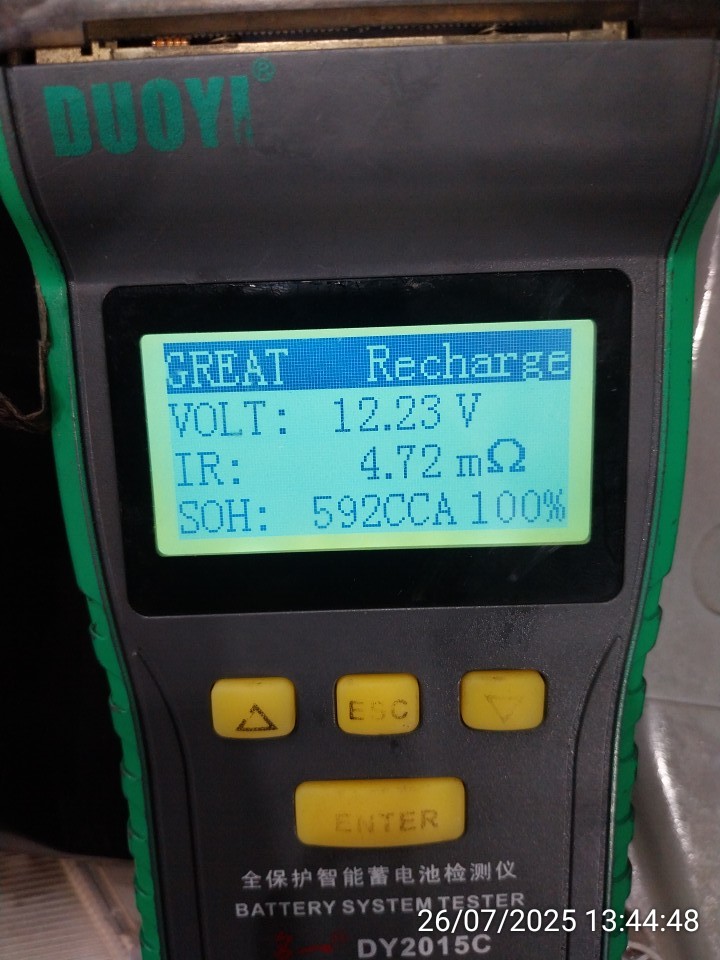 DUOYI®
GREAT Recharge
VOLT: 12.23 V
IR: 4.72 mΩ
SOH: 592CCA 100%
ESC
ENTER
全保护智能蓄电池检测仪
BATTERY SYSTEM TESTER
DY2015C
26/07/2025 13:44:48